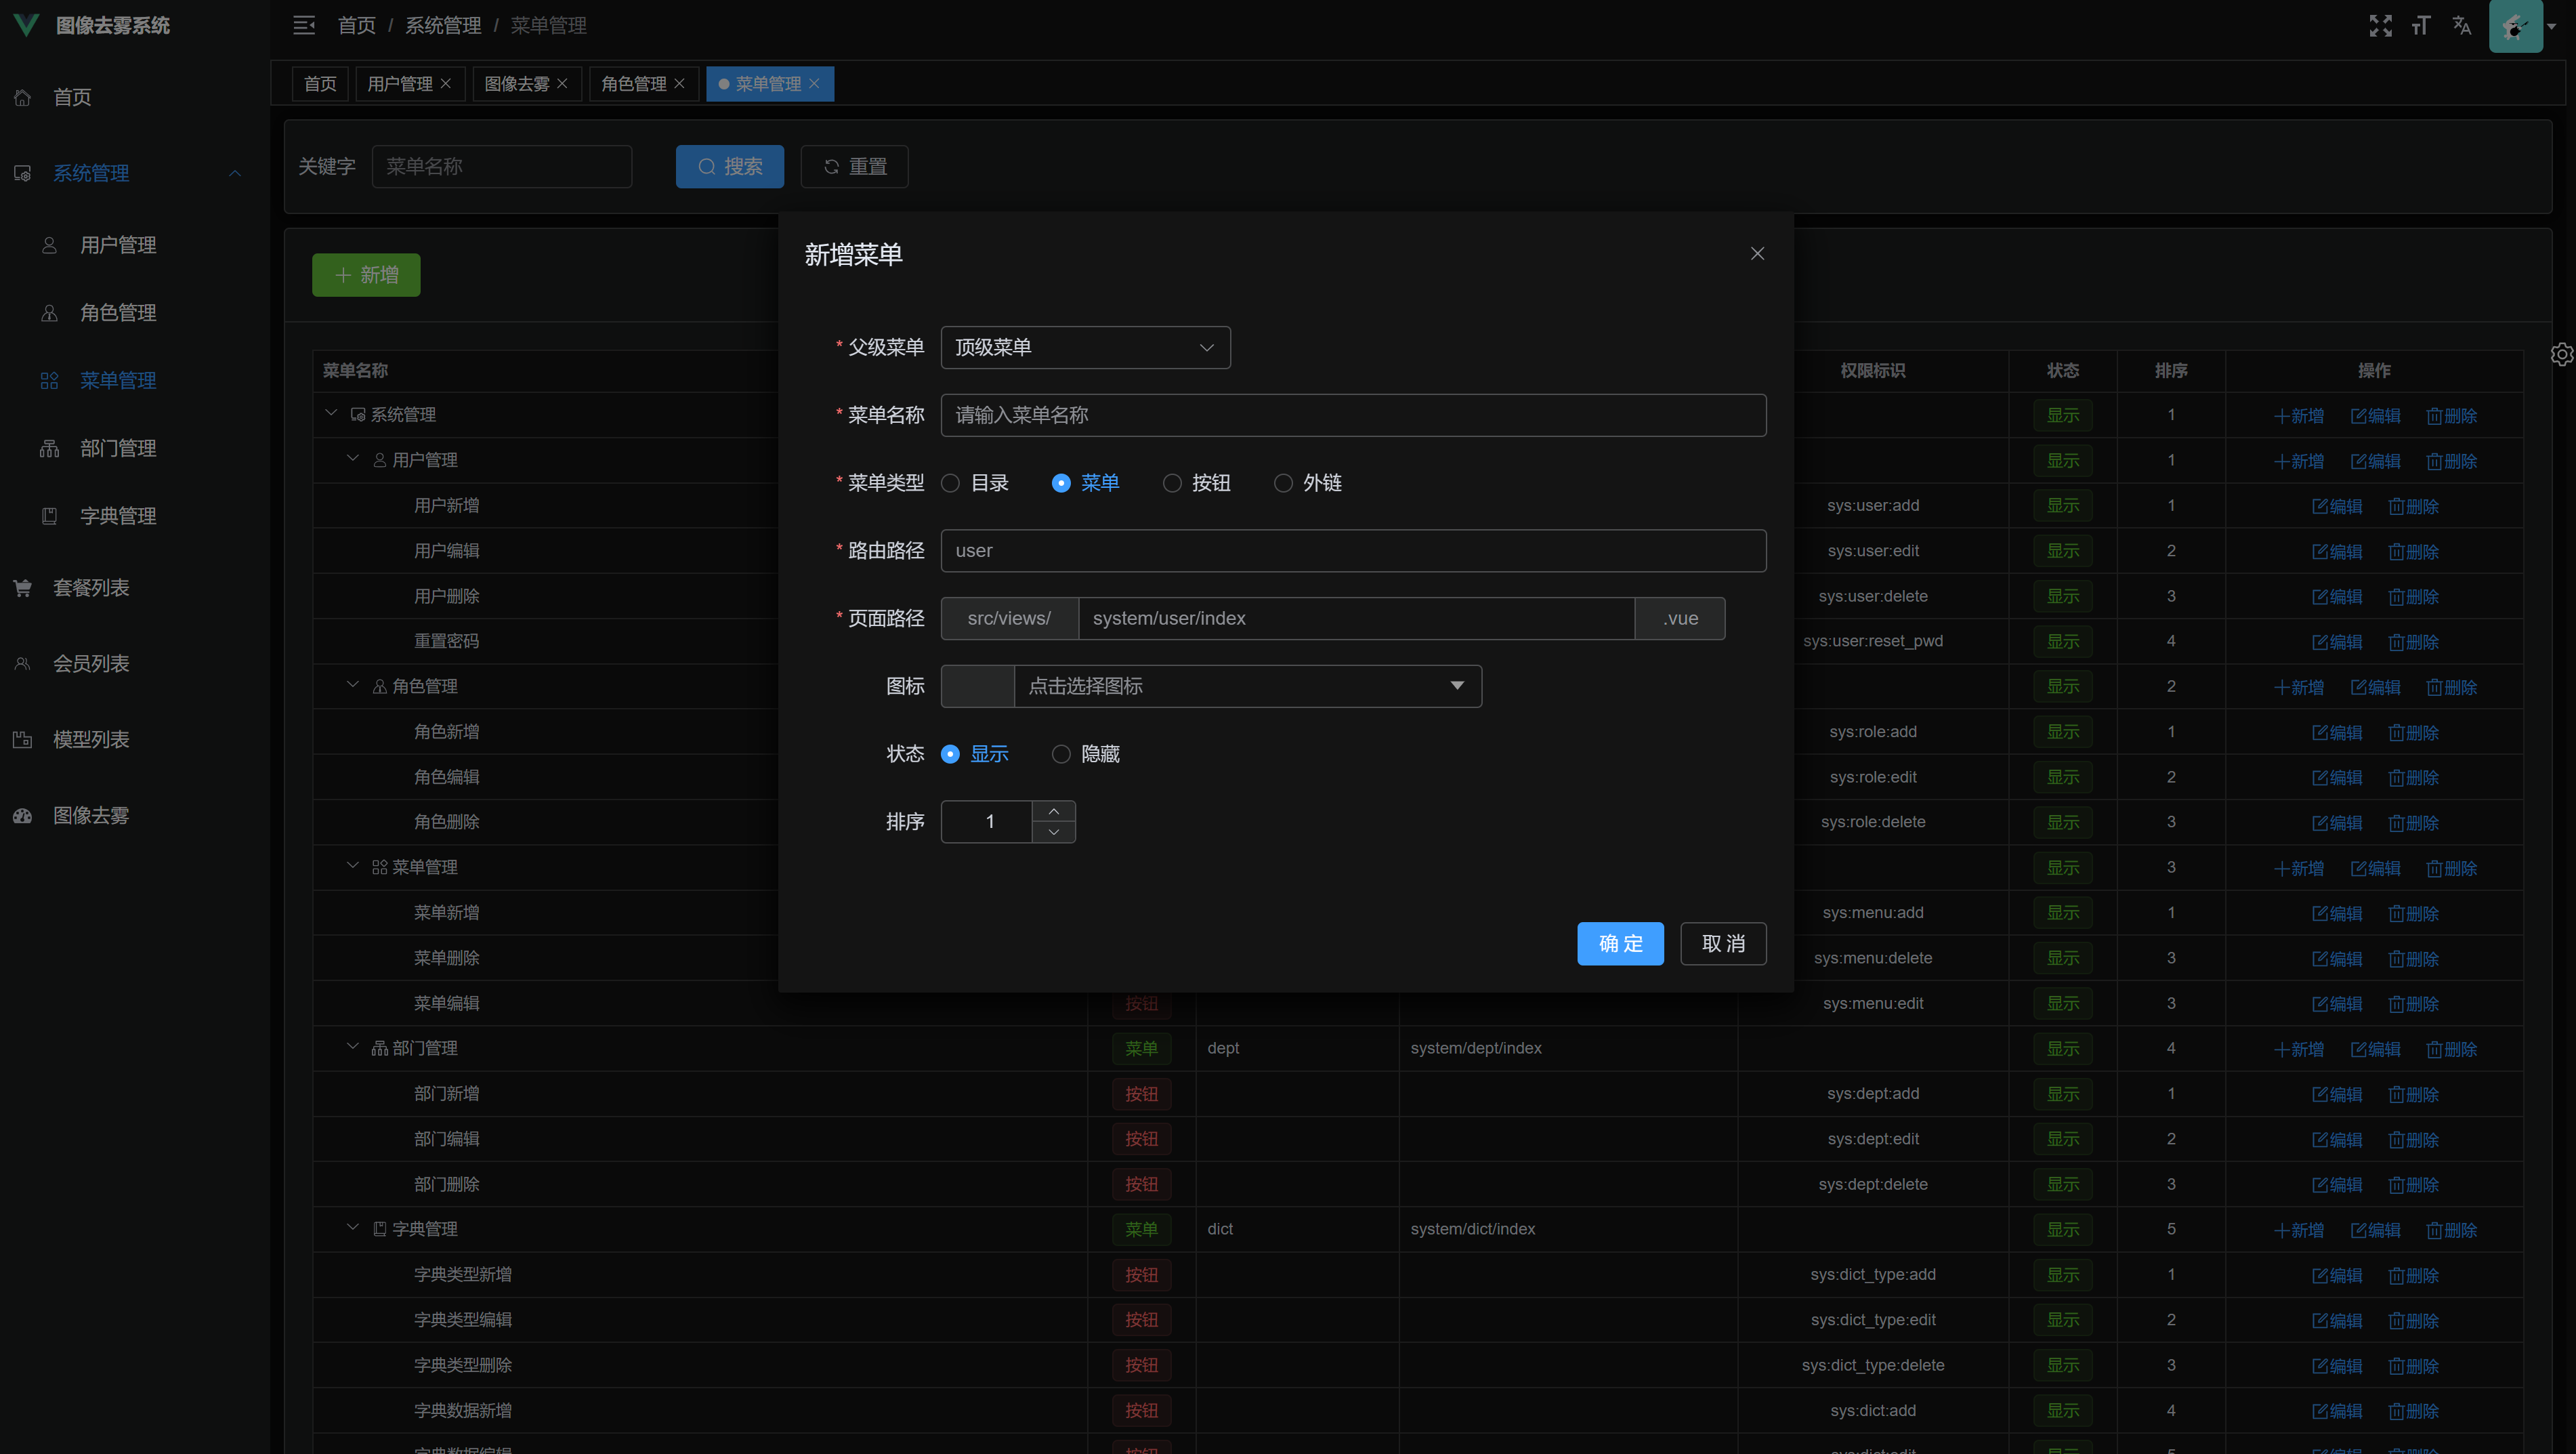 图像去雾系统
首页 / 系统管理 / 菜单管理
首页 用户管理 图像去雾 角色管理 菜单管理
首页
系统管理
用户管理
角色管理
菜单管理
部门管理
字典管理
套餐列表
会员列表
模型列表
图像去雾
关键字 菜单名称 搜索 重置
新增
新增菜单
* 父级菜单 顶级菜单
* 菜单名称 请输入菜单名称
* 菜单类型 目录 菜单 按钮 外链
* 路由路径 user
* 页面路径 src/views/ system/user/index .vue
图标 点击选择图标
状态 显示 隐藏
排序 1
确 定 取 消
菜单名称 权限标识 状态 排序 操作
系统管理 显示 1 新增 编辑 删除
用户管理 显示 1 新增 编辑 删除
用户新增 sys:user:add 显示 1 编辑 删除
用户编辑 sys:user:edit 显示 2 编辑 删除
用户删除 sys:user:delete 显示 3 编辑 删除
重置密码 sys:user:reset_pwd 显示 4 编辑 删除
角色管理 显示 2 新增 编辑 删除
角色新增 sys:role:add 显示 1 编辑 删除
角色编辑 sys:role:edit 显示 2 编辑 删除
角色删除 sys:role:delete 显示 3 编辑 删除
菜单管理 显示 3 新增 编辑 删除
菜单新增 sys:menu:add 显示 1 编辑 删除
菜单删除 sys:menu:delete 显示 3 编辑 删除
菜单编辑 按钮 sys:menu:edit 显示 3 编辑 删除
部门管理 菜单 dept system/dept/index 显示 4 新增 编辑 删除
部门新增 按钮 sys:dept:add 显示 1 编辑 删除
部门编辑 按钮 sys:dept:edit 显示 2 编辑 删除
部门删除 按钮 sys:dept:delete 显示 3 编辑 删除
字典管理 菜单 dict system/dict/index 显示 5 新增 编辑 删除
字典类型新增 按钮 sys:dict_type:add 显示 1 编辑 删除
字典类型编辑 按钮 sys:dict_type:edit 显示 2 编辑 删除
字典类型删除 按钮 sys:dict_type:delete 显示 3 编辑 删除
字典数据新增 按钮 sys:dict:add 显示 4 编辑 删除